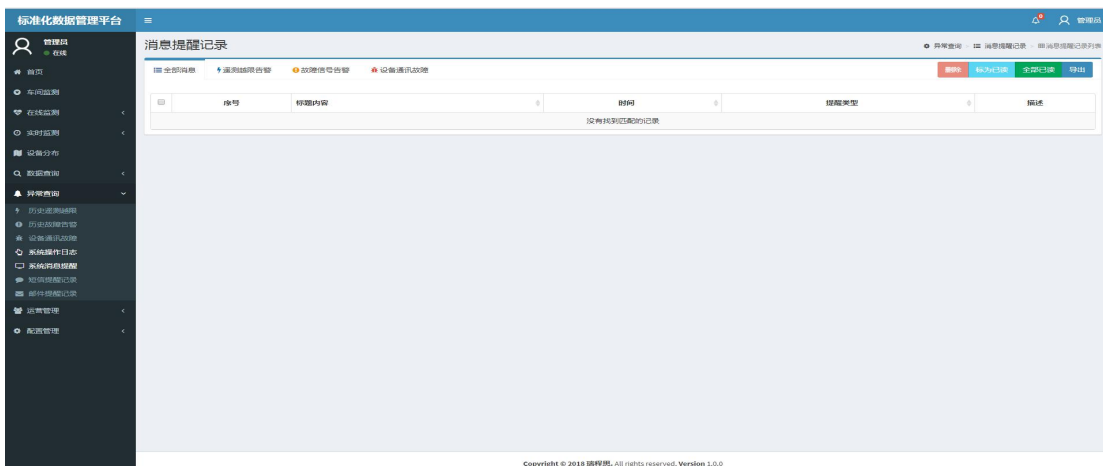 标准化数据管理平台
管理员
管理员
在线
消息提醒记录
异常查询 - 消息提醒记录 - 消息提醒记录列表
首页
车间监测
在线监测
实时监测
设备分布
数据查询
异常查询
历史遥测越限
历史故障告警
设备通讯故障
系统操作日志
系统消息提醒
短信提醒记录
邮件提醒记录
运营管理
配置管理
全部消息 遥测越限告警 故障信号告警 设备通讯故障
删除 标为已读 全部已读 导出
序号 标题内容 时间 提醒类型 描述
没有找到匹配的记录
Copyright © 2018 瑞程思. All rights reserved. Version 1.0.0